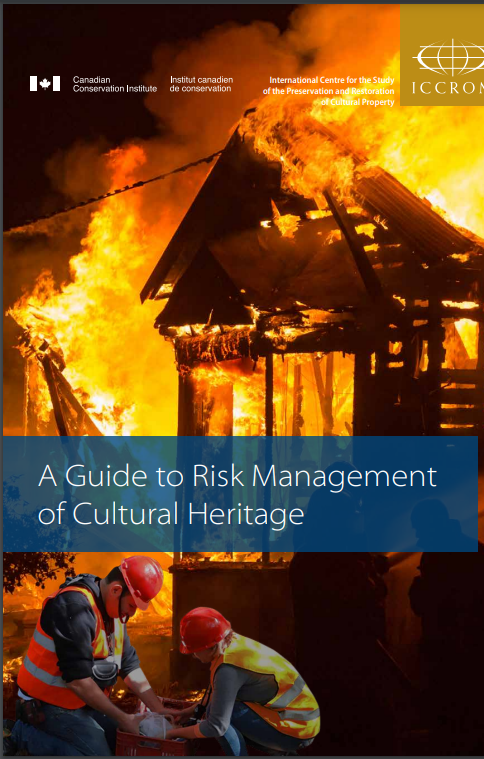 Canadian
Conservation Institute
Institut canadien
de conservation
International Centre for the Study
of the Preservation and Restoration
of Cultural Property
ICCROM
A Guide to Risk Management
of Cultural Heritage